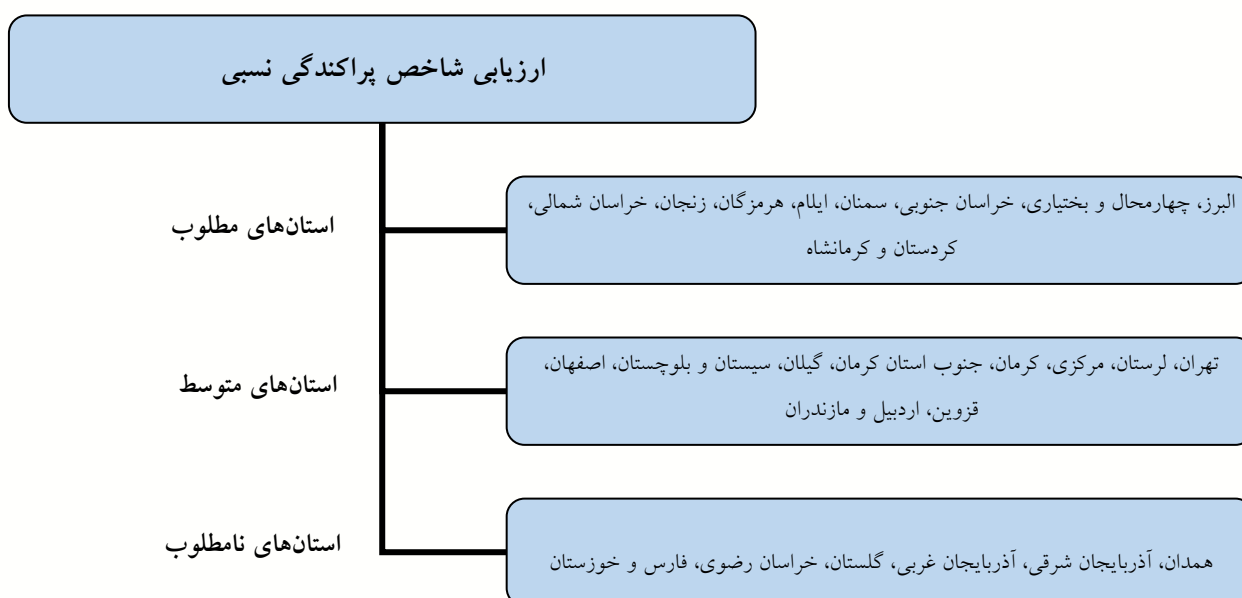 ارزیابی شاخص پراکندگی نسبی
استان‌های مطلوب
البرز، چهارمحال و بختیاری، خراسان جنوبی، سمنان، ایلام، هرمزگان، زنجان، خراسان شمالی،
کردستان و کرمانشاه
استان‌های متوسط
تهران، لرستان، مرکزی، کرمان، جنوب استان کرمان، گیلان، سیستان و بلوچستان، اصفهان،
قزوین، اردبیل و مازندران
استان‌های نامطلوب
همدان، آذربایجان شرقی، آذربایجان غربی، گلستان، خراسان رضوی، فارس و خوزستان